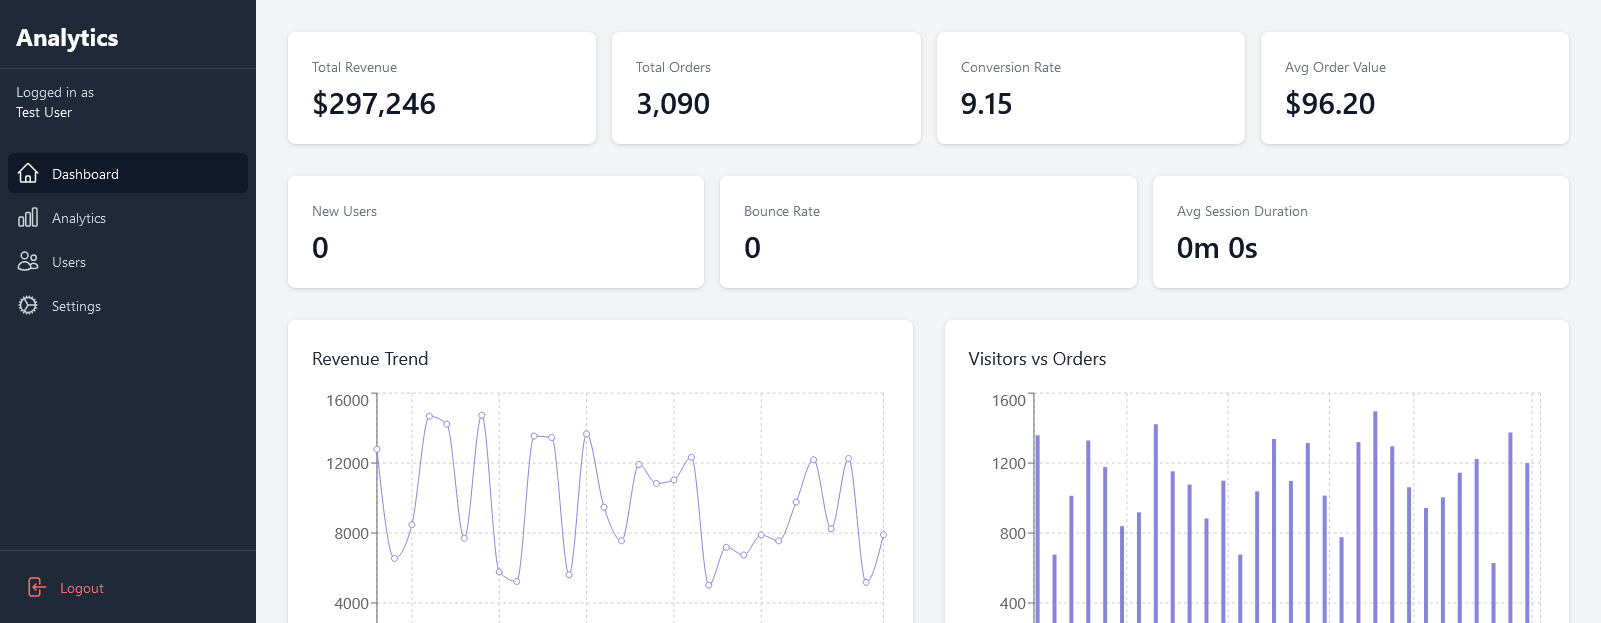 Analytics
Logged in as
Test User
Dashboard
Analytics
Users
Settings
Logout
Total Revenue
$297,246
Total Orders
3,090
Conversion Rate
9.15
Avg Order Value
$96.20
New Users
0
Bounce Rate
0
Avg Session Duration
0m 0s
Revenue Trend
16000
12000
8000
4000
Visitors vs Orders
1600
1200
800
400